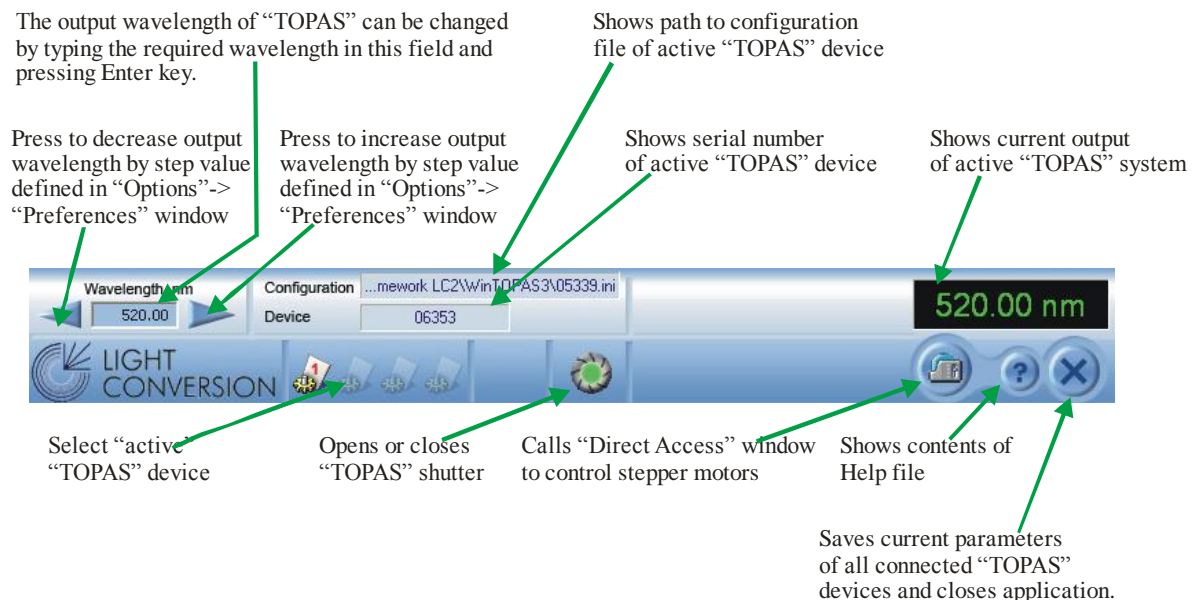 The output wavelength of “TOPAS” can be changed
by typing the required wavelength in this field and
pressing Enter key.
Shows path to configuration
file of active “TOPAS” device
Press to decrease output
wavelength by step value
defined in “Options”->
“Preferences” window
Press to increase output
wavelength by step value
defined in “Options”->
“Preferences” window
Shows serial number
of active “TOPAS” device
Shows current output
of active “TOPAS” system
Wavelength, nm
520.00
Configuration ...mework LC2\WinTOPAS3\05339.ini
Device 06353
520.00 nm
LIGHT
CONVERSION
1
?
Select “active”
“TOPAS” device
Opens or closes
“TOPAS” shutter
Calls “Direct Access” window
to control stepper motors
Shows contents of
Help file
Saves current parameters
of all connected “TOPAS”
devices and closes application.